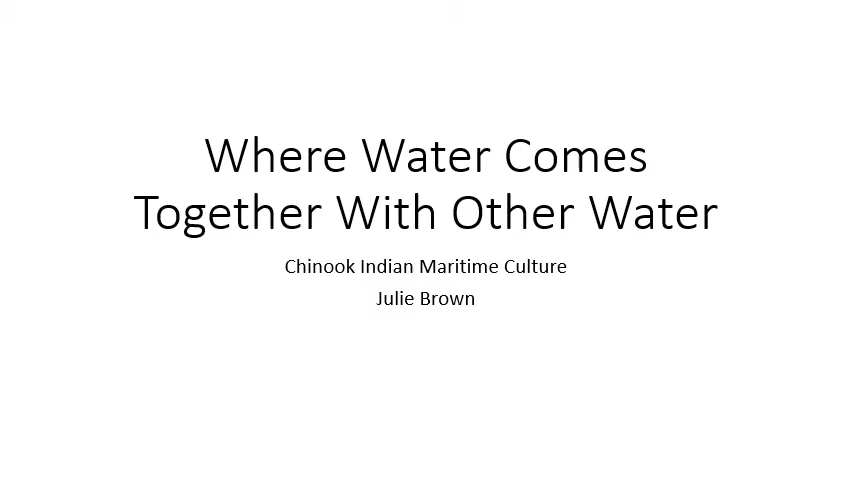 Where Water Comes
Together With Other Water
Chinook Indian Maritime Culture
Julie Brown